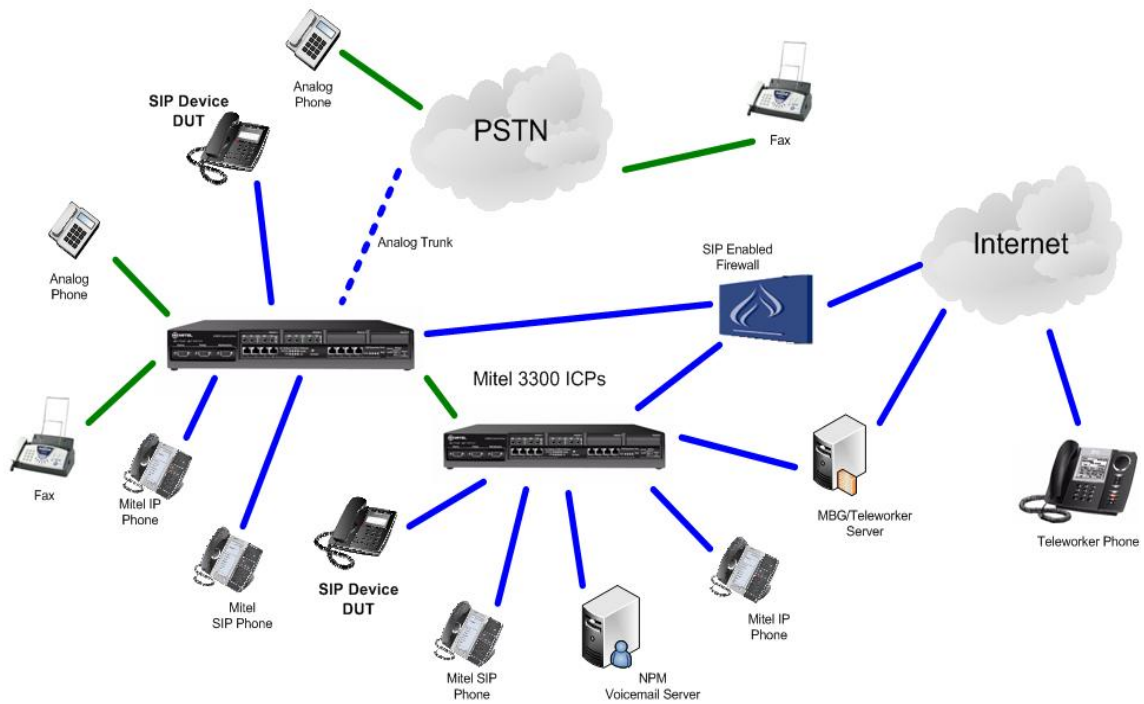 Analog
Phone
SIP Device
DUT
PSTN
Fax
Analog
Phone
Analog Trunk
SIP Enabled
Firewall
Internet
MITEL
Mitel 3300 ICPs
MITEL
Fax
Mitel IP
Phone
Mitel
SIP Phone
SIP Device
DUT
Mitel SIP
Phone
NPM
Voicemail Server
Mitel IP
Phone
MBG/Teleworker
Server
Teleworker Phone